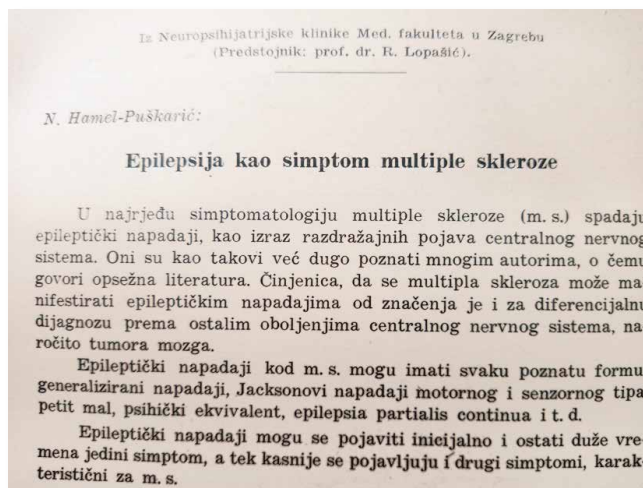 Iz Neuropsihijatrijske klinike Med. fakulteta u Zagrebu
(Predstojnik: prof. dr. R. Lopašić).
N. Hamel-Puškarić:
Epilepsija kao simptom multiple skleroze
U najrjeđu simptomatologiju multiple skleroze (m. s.) spadaju
epileptički napadaji, kao izraz razdražajnih pojava centralnog nervnog
sistema. Oni su kao takovi već dugo poznati mnogim autorima, o čemu
govori opsežna literatura. Činjenica, da se multipla skleroza može ma-
nifestirati epileptičkim napadajima od značenja je i za diferencijalnu
dijagnozu prema ostalim oboljenjima centralnog nervnog sistema, na-
ročito tumora mozga.
Epileptički napadaji kod m. s. mogu imati svaku poznatu formu:
generalizirani napadaji, Jacksonovi napadaji motornog i senzornog tipa,
petit mal, psihički ekvivalent, epilepsia partialis continua i t. d.
Epileptički napadaji mogu se pojaviti inicijalno i ostati duže vre-
mena jedini simptom, a tek kasnije se pojavljuju i drugi simptomi, karak-
teristični za m. s.